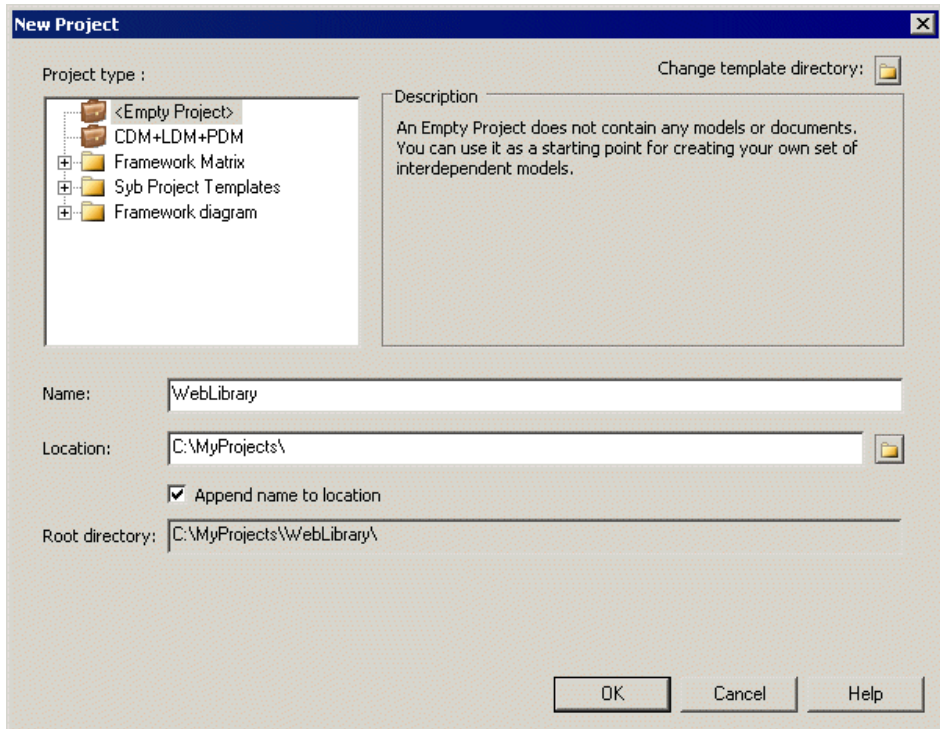 New Project
Project type :
Change template directory:
<Empty Project>
CDM+LDM+PDM
Framework Matrix
Syb Project Templates
Framework diagram
Description
An Empty Project does not contain any models or documents.
You can use it as a starting point for creating your own set of
interdependent models.
Name:
WebLibrary
Location:
C:\MyProjects\
Append name to location
Root directory:
C:\MyProjects\WebLibrary\
OK
Cancel
Help